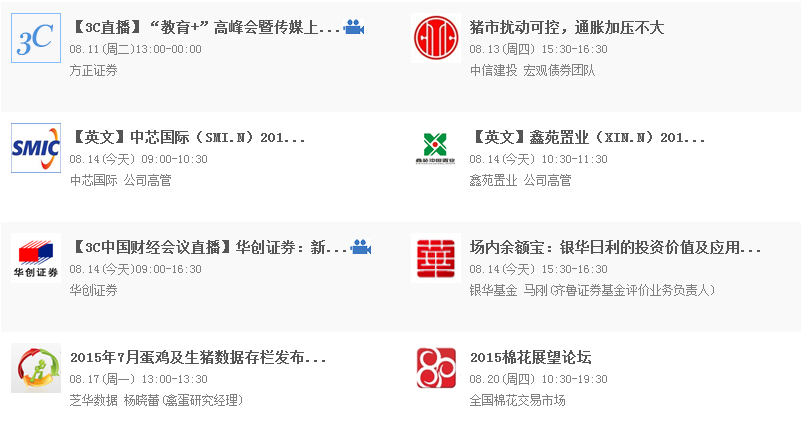 3C
【3C直播】“教育+”高峰会暨传媒上...
08.11(周二)13:00-00:00
方正证券
猪市扰动可控，通胀加压不大
08.13(周四) 15:30-16:30
中信建投 宏观债券团队
SMIC
【英文】中芯国际（SMI.N）201...
08.14(今天) 09:00-10:30
中芯国际 公司高管
鑫苑中国置业
【英文】鑫苑置业（XIN.N）201...
08.14(今天) 10:30-11:30
鑫苑置业 公司高管
华创证券
【3C中国财经会议直播】华创证券：新...
08.14(今天)09:00-16:30
华创证券
场内余额宝：银华日利的投资价值及应用...
08.14(今天) 15:30-16:30
银华基金 马刚(齐鲁证券基金评价业务负责人)
2015年7月蛋鸡及生猪数据存栏发布...
08.17(周一) 13:00-13:30
芝华数据 杨晓蕾(禽蛋研究经理)
2015棉花展望论坛
08.20(周四) 10:30-19:30
全国棉花交易市场